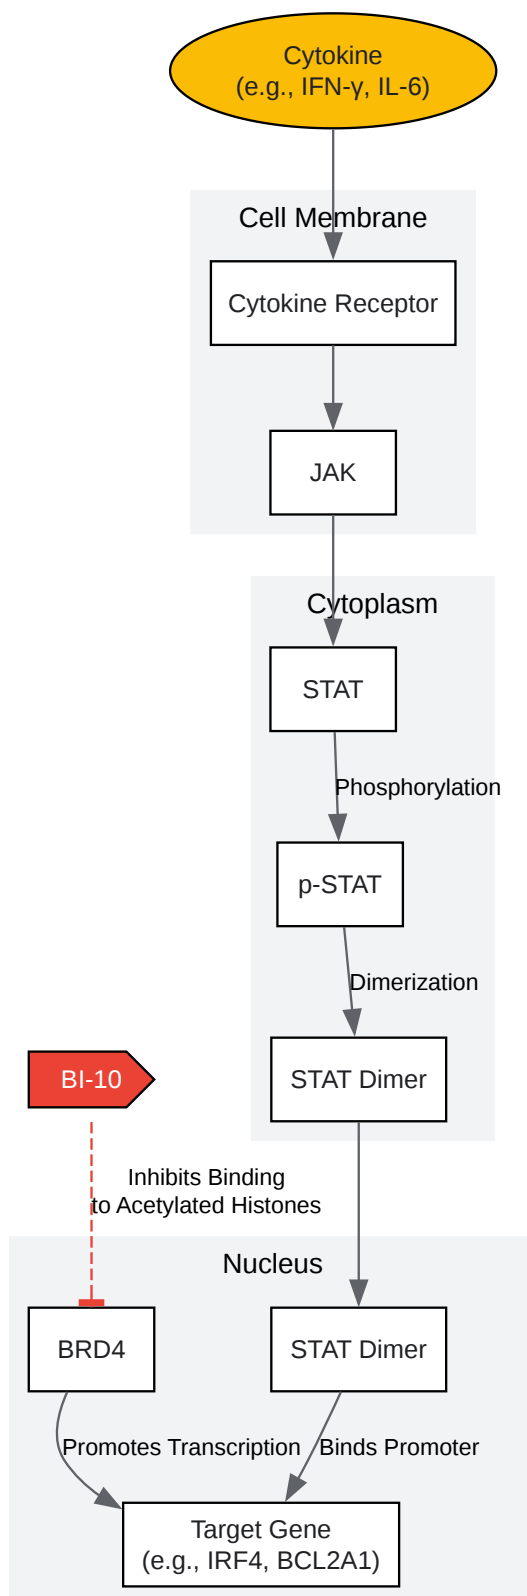 Cytokine
(e.g., IFN-γ, IL-6)
Cell Membrane
Cytokine Receptor
JAK
Cytoplasm
STAT
Phosphorylation
p-STAT
Dimerization
STAT Dimer
BI-10
Inhibits Binding
to Acetylated Histones
Nucleus
BRD4
STAT Dimer
Promotes Transcription
Binds Promoter
Target Gene
(e.g., IRF4, BCL2A1)